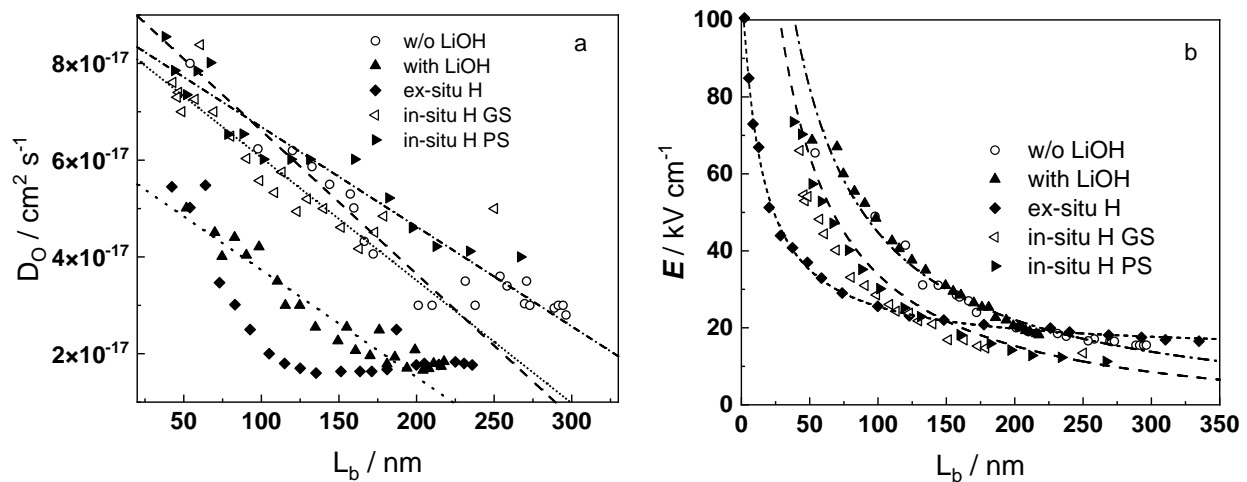 a
w/o LiOH
with LiOH
ex-situ H
in-situ H GS
in-situ H PS
8×10⁻¹⁷
6×10⁻¹⁷
4×10⁻¹⁷
2×10⁻¹⁷
D_O / cm² s⁻¹
50 100 150 200 250 300
L_b / nm
b
w/o LiOH
with LiOH
ex-situ H
in-situ H GS
in-situ H PS
100
80
60
40
20
0
E / kV cm⁻¹
0 50 100 150 200 250 300 350
L_b / nm